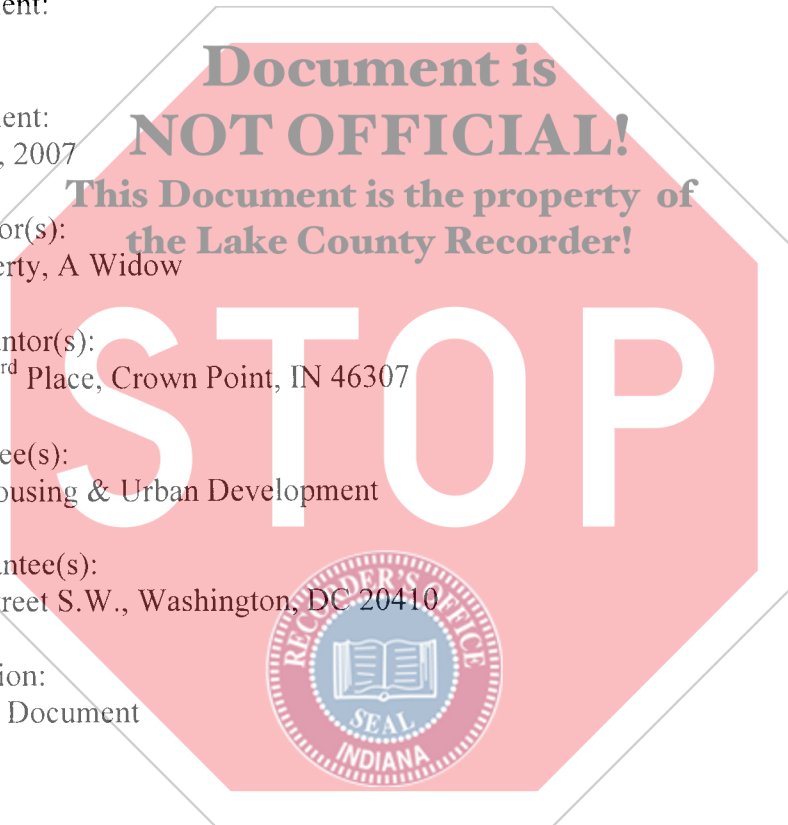 ent:
Document is
ent:
NOT OFFICIAL!
, 2007
This Document is the property of
or(s):
the Lake County Recorder!
erty, A Widow
STOP
ntor(s):
rd Place, Crown Point, IN 46307
ee(s):
ousing & Urban Development
ntee(s):
treet S.W., Washington, DC 20410
ion:
Document
RECORDER'S OFFICE
SEAL
INDIANA